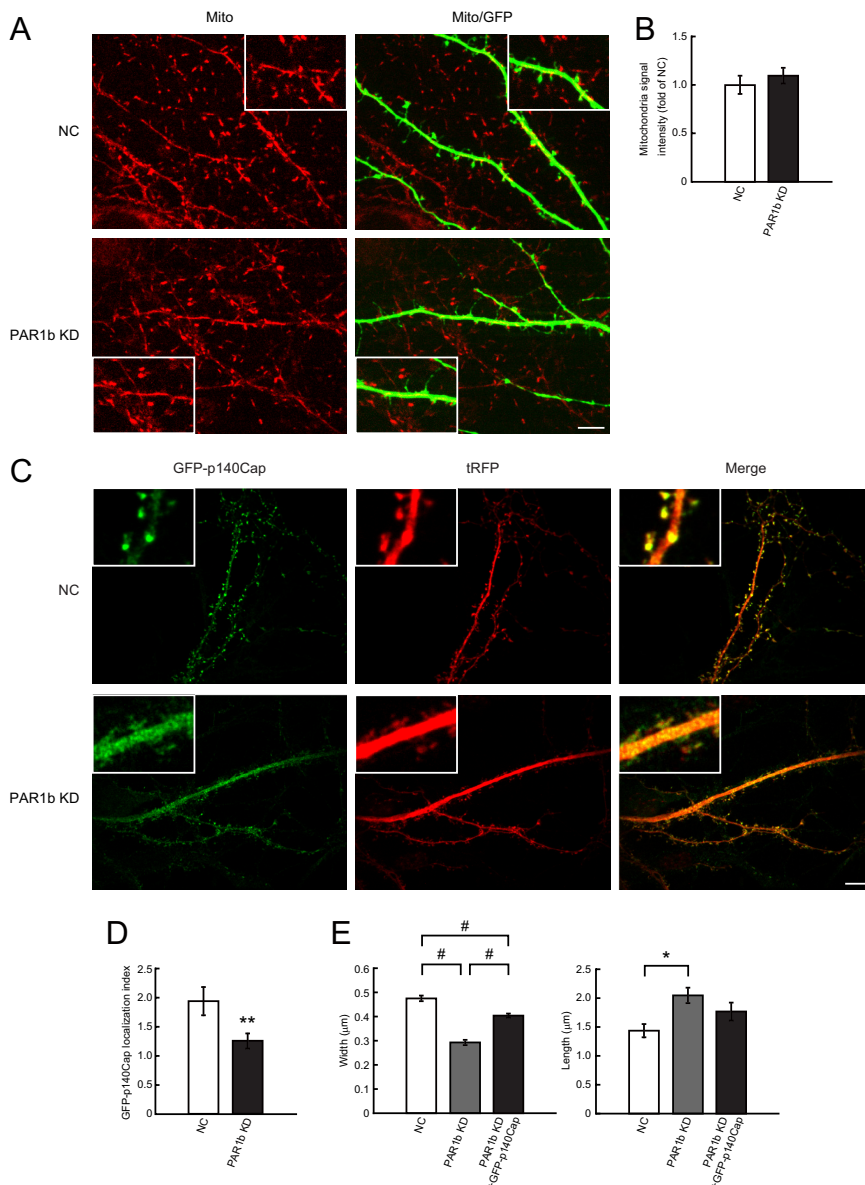 A
Mito
Mito/GFP
NC
PAR1b KD
B
Mitochondria signal
intensity (fold of NC)
1.5
1.0
0.5
0
NC
PAR1b KD
C
GFP-p140Cap
tRFP
Merge
NC
PAR1b KD
D
GFP-p140Cap localization index
2.5
2.0
1.5
1.0
0.5
0
**
NC
PAR1b KD
E
Width (μm)
0.6
0.5
0.4
0.3
0.2
0.1
0
#
#
#
NC
PAR1b KD
PAR1b KD
+GFP-p140Cap
Length (μm)
2.5
2.0
1.5
1.0
0.5
0
*
NC
PAR1b KD
PAR1b KD
+GFP-p140Cap